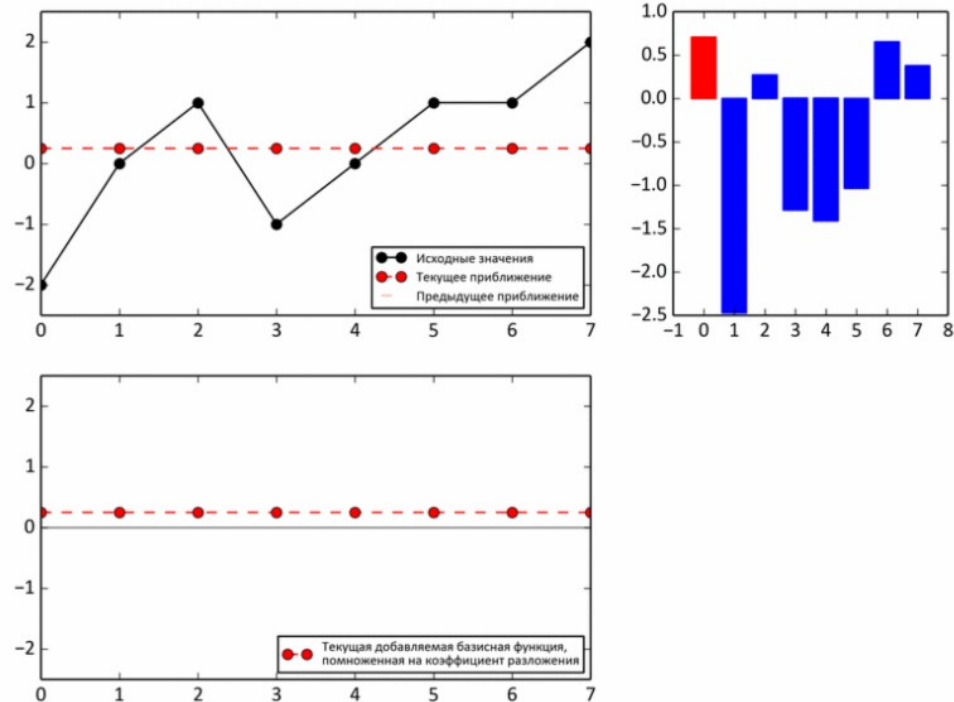 2
1
0
−1
−2
0 1 2 3 4 5 6 7
Исходные значения
Текущее приближение
Предыдущее приближение
1.0
0.5
0.0
−0.5
−1.0
−1.5
−2.0
−2.5
−1 0 1 2 3 4 5 6 7 8
2
1
0
−1
−2
0 1 2 3 4 5 6 7
Текущая добавляемая базисная функция,
помноженная на коэффициент разложения